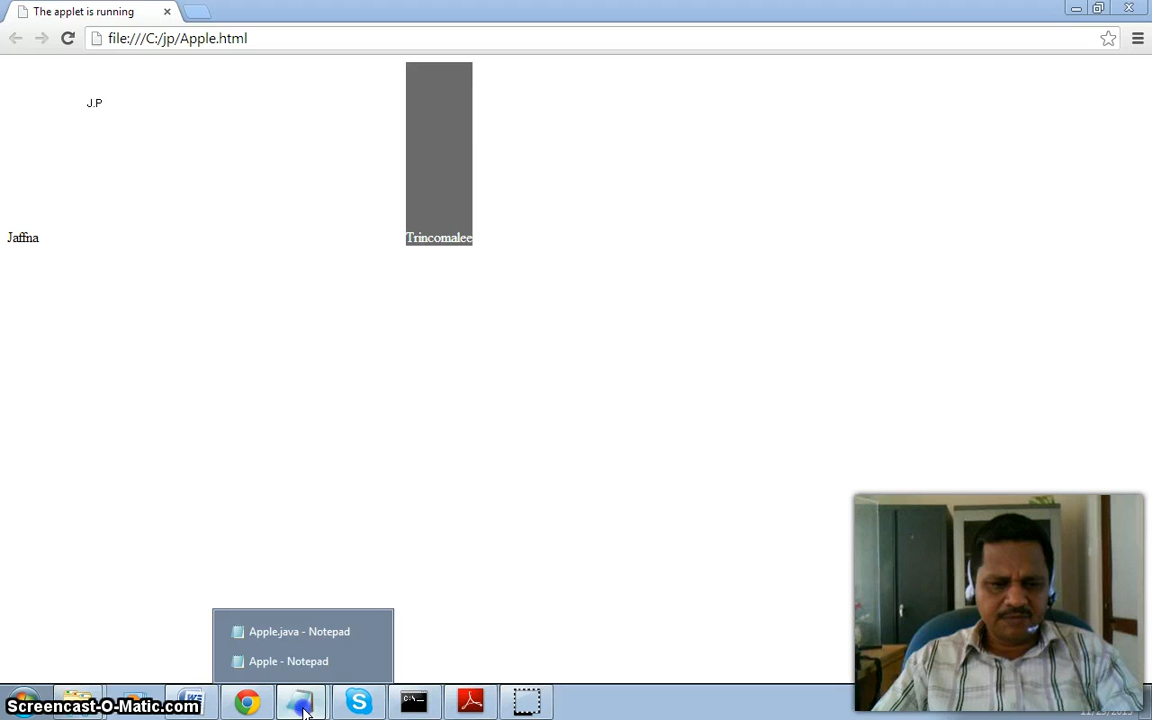 The applet is running
file:///C:/jp/Apple.html
J.P
Jaffna
Trincomalee
Apple.java - Notepad
Apple - Notepad
Screencast-O-Matic.com